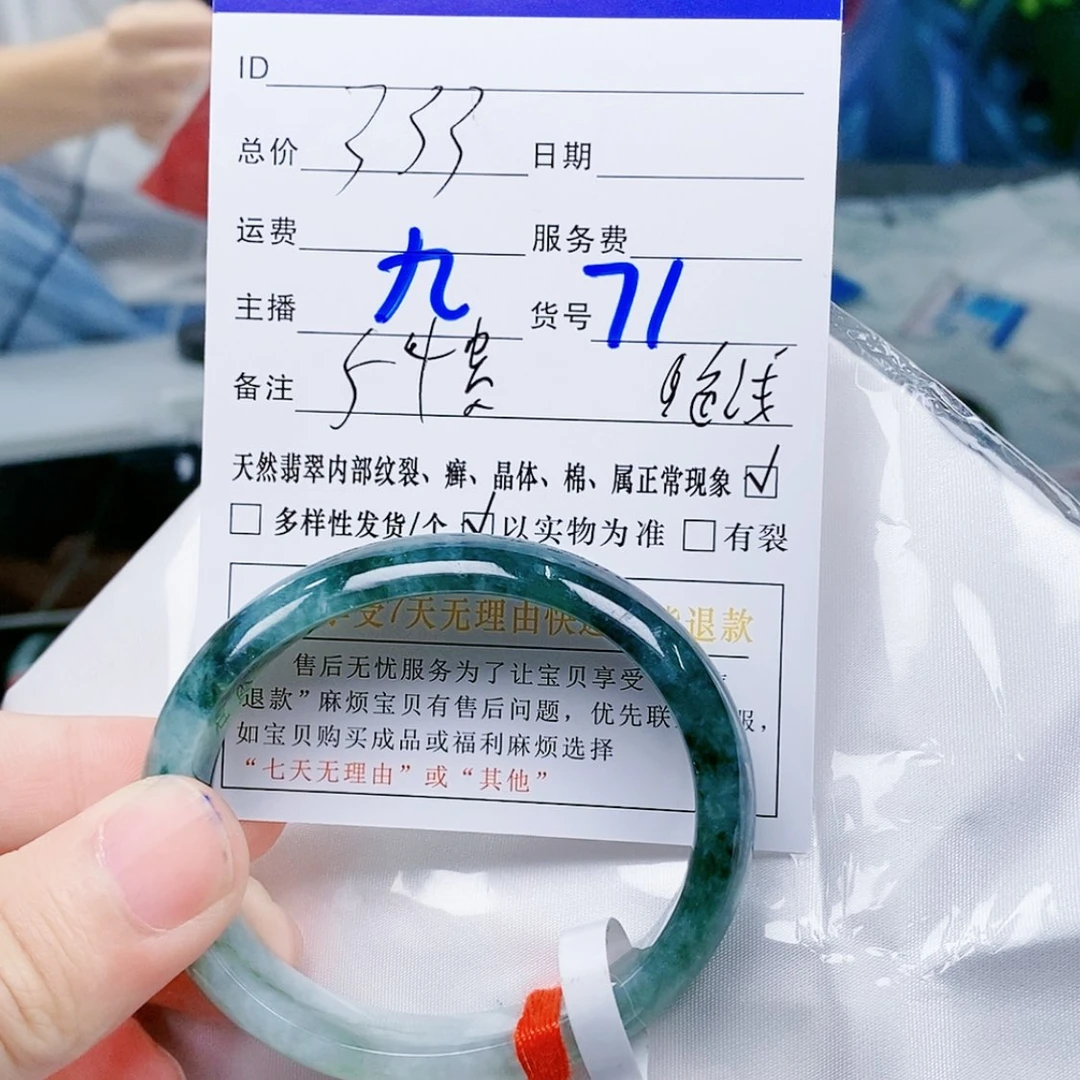 ID
总价 333 日期
运费 服务费
主播 九 货号 71
备注 54贵
天然翡翠内部纹裂、癣、晶体、棉、属正常现象 ☑
☐ 多样性发货/个 ☑ 以实物为准 ☐ 有裂
受7天无理由快 退款
售后无忧服务为了让宝贝享受
退款”麻烦宝贝有售后问题，优先联 服，
如宝贝购买成品或福利麻烦选择
“七天无理由”或“其他”